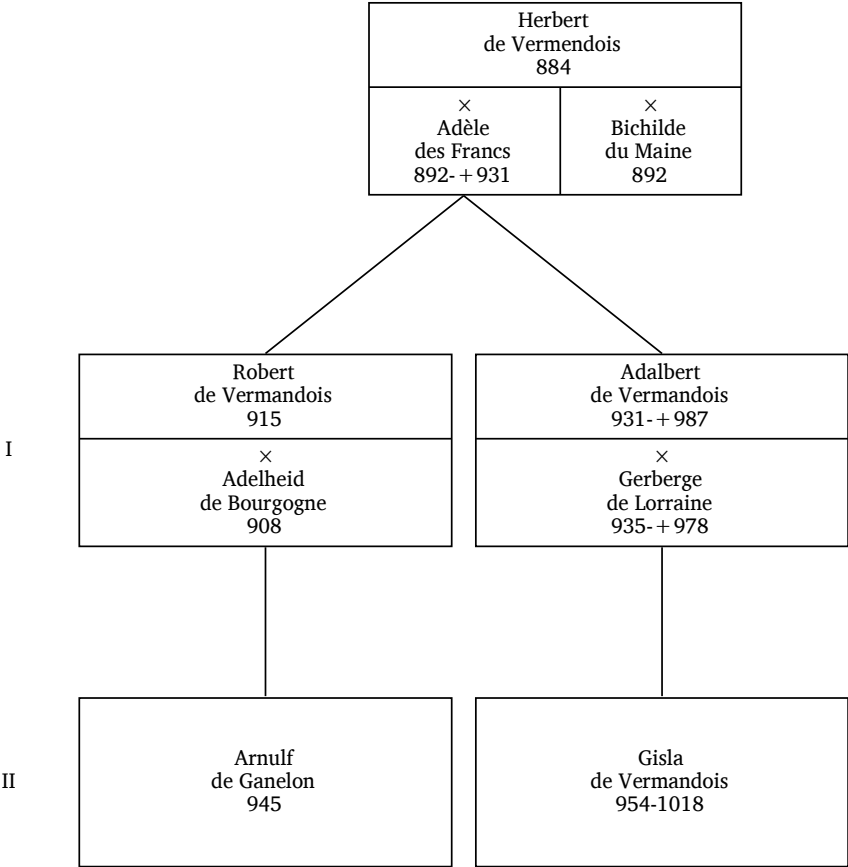 Herbert
de Vermendois
884
×
Adèle
des Francs
892-+931
×
Bichilde
du Maine
892
I
Robert
de Vermandois
915
×
Adelheid
de Bourgogne
908
Adalbert
de Vermandois
931-+987
×
Gerberge
de Lorraine
935-+978
II
Arnulf
de Ganelon
945
Gisla
de Vermandois
954-1018